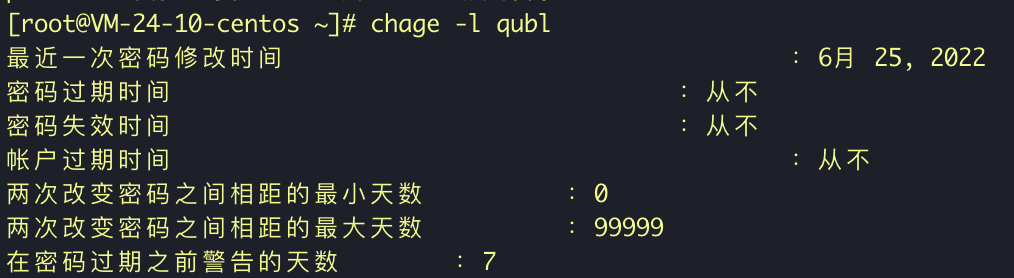 [root@VM-24-10-centos ~]# chage -l qubl
最近一次密码修改时间 : 6月 25, 2022
密码过期时间 : 从不
密码失效时间 : 从不
帐户过期时间 : 从不
两次改变密码之间相距的最小天数 : 0
两次改变密码之间相距的最大天数 : 99999
在密码过期之前警告的天数 : 7